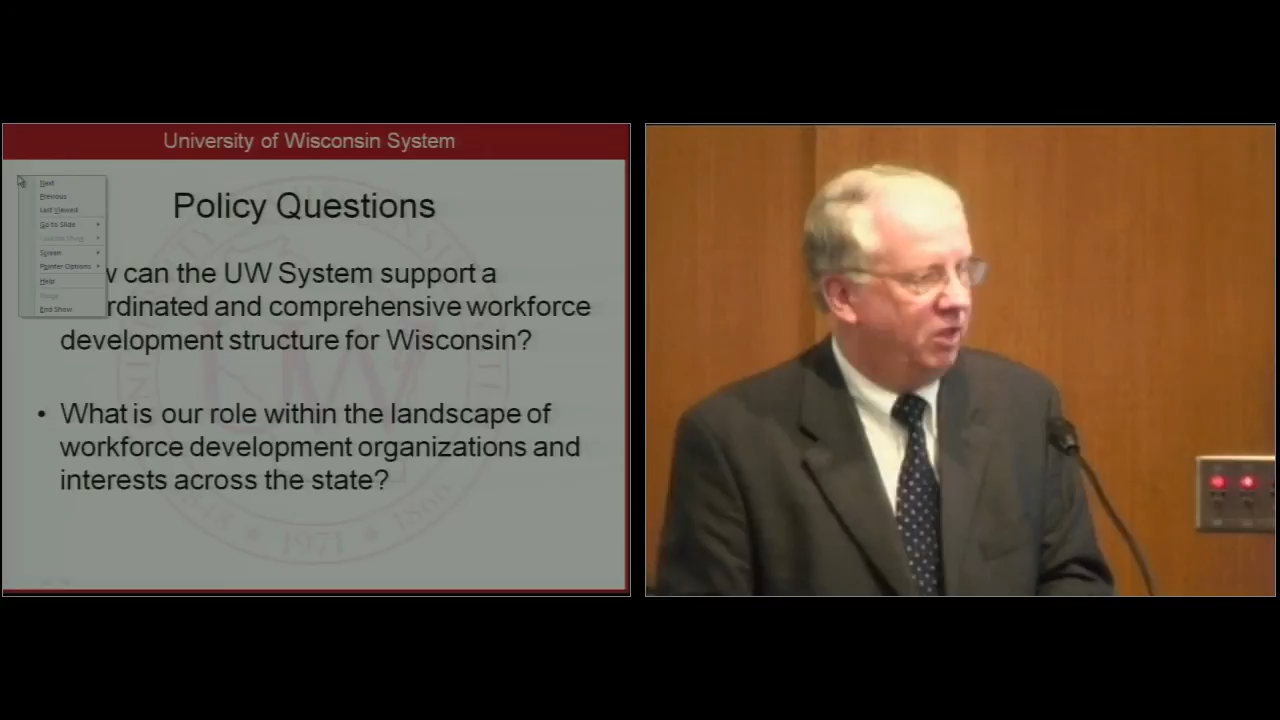 University of Wisconsin System
Policy Questions
Next
Previous
Last Viewed
Go to Slide
Screen
Pointer Options
Help
End Show
w can the UW System support a
rdinated and comprehensive workforce
development structure for Wisconsin?
• What is our role within the landscape of
workforce development organizations and
interests across the state?
1971
1848